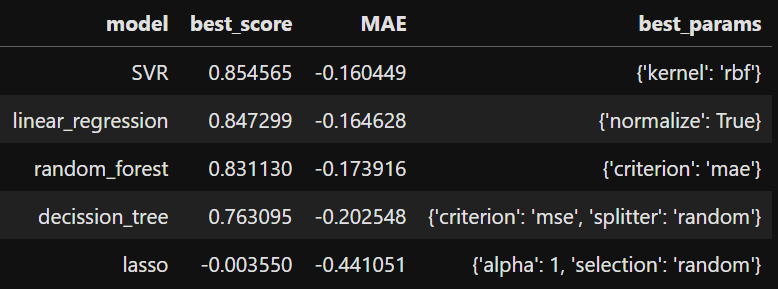 model best_score MAE best_params
SVR 0.854565 -0.160449 {'kernel': 'rbf'}
linear_regression 0.847299 -0.164628 {'normalize': True}
random_forest 0.831130 -0.173916 {'criterion': 'mae'}
decission_tree 0.763095 -0.202548 {'criterion': 'mse', 'splitter': 'random'}
lasso -0.003550 -0.441051 {'alpha': 1, 'selection': 'random'}